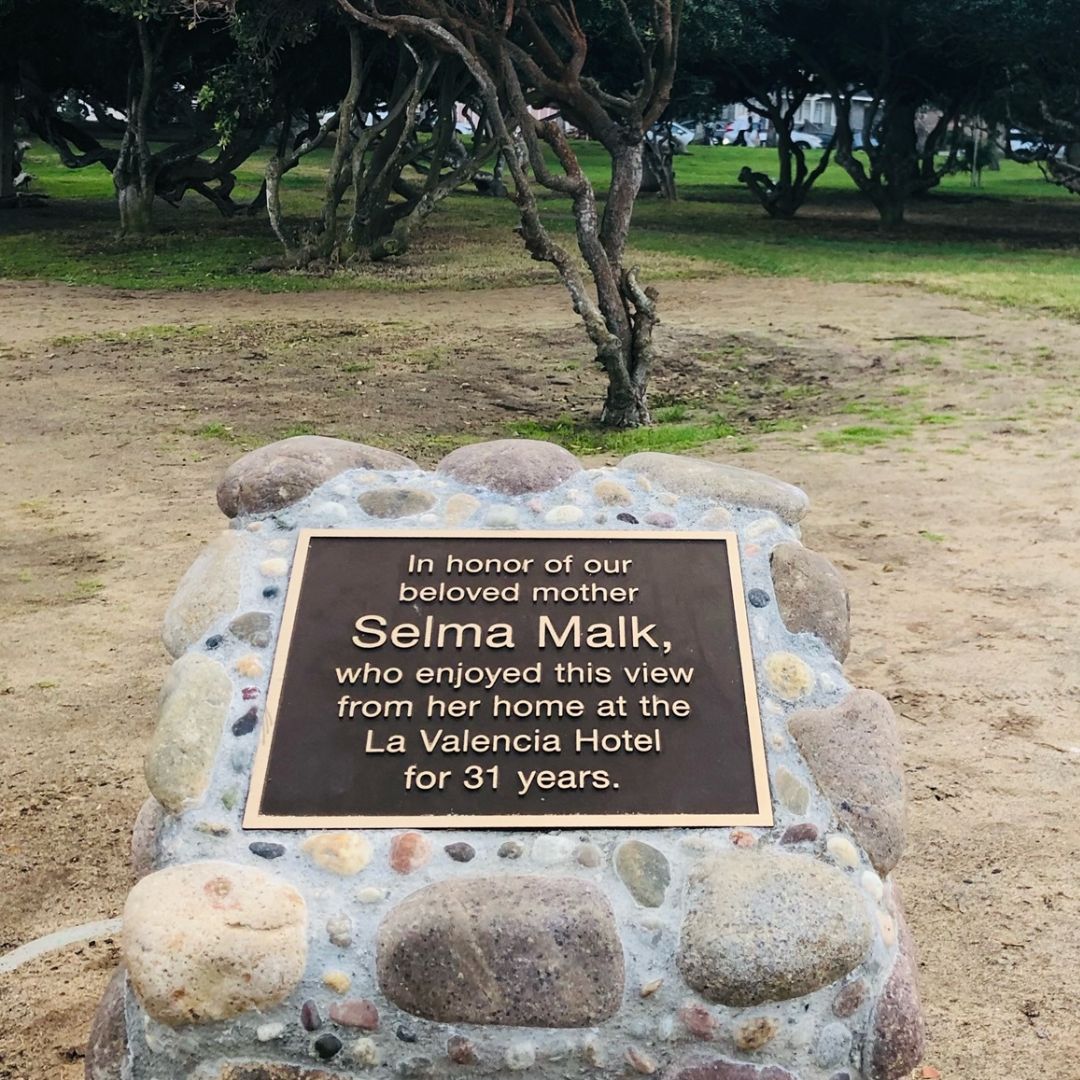 In honor of our
beloved mother
Selma Malk,
who enjoyed this view
from her home at the
La Valencia Hotel
for 31 years.